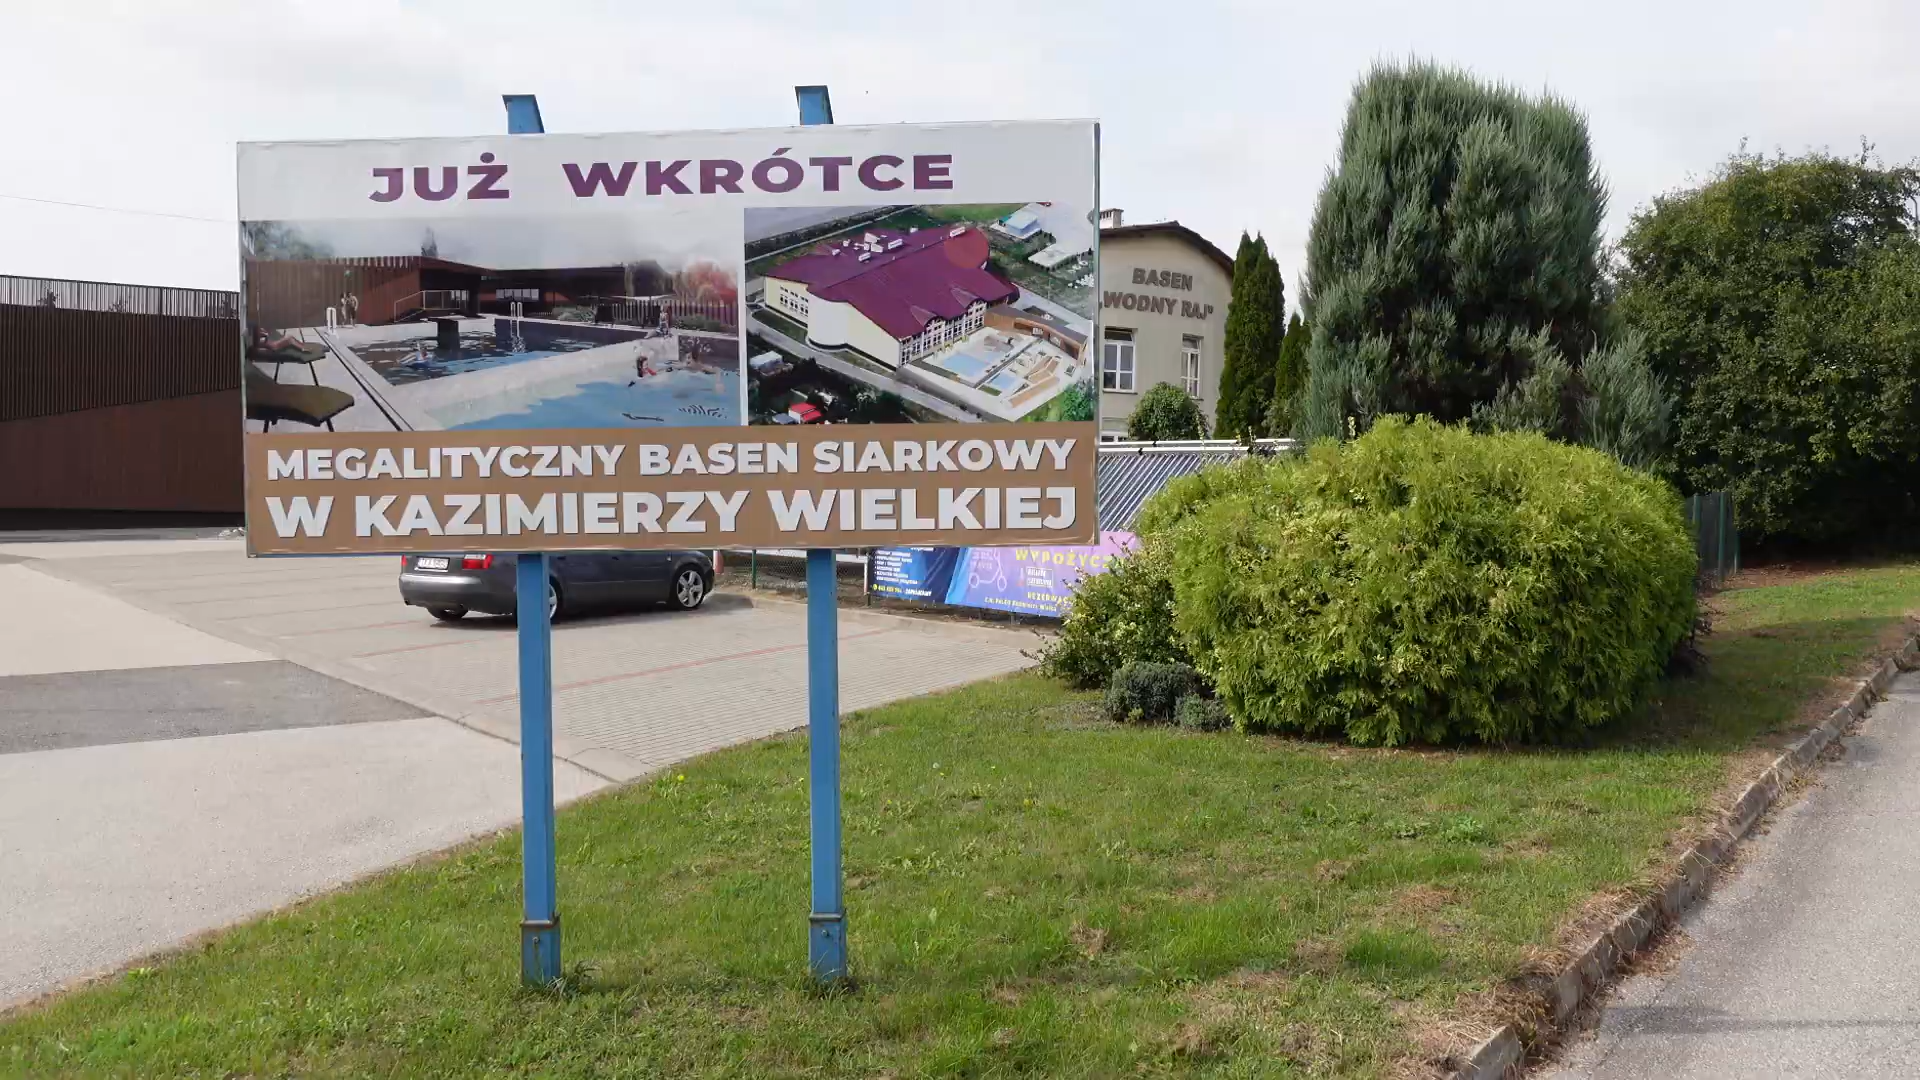 JUŻ WKRÓTCE
MEGALITYCZNY BASEN SIARKOWY
W KAZIMIERZY WIELKIEJ
BASEN
„WODNY RAJ"
WYPOŻYCZ